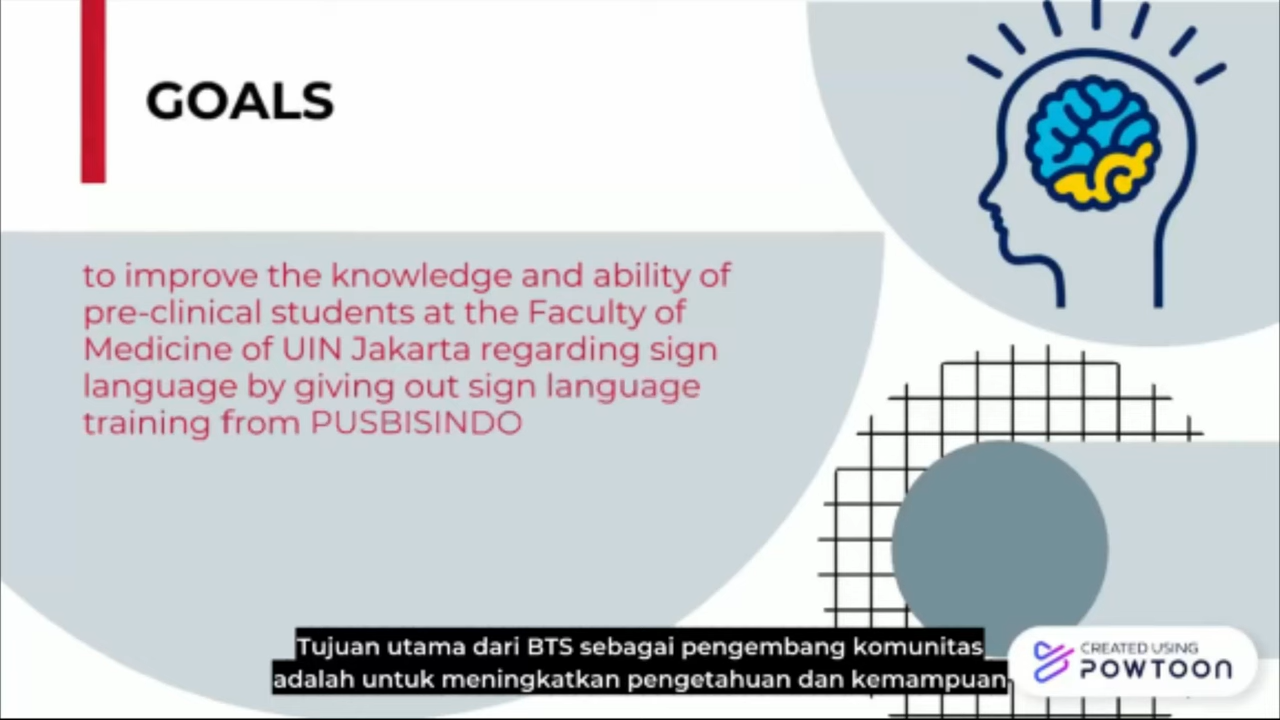 GOALS
to improve the knowledge and ability of
pre-clinical students at the Faculty of
Medicine of UIN Jakarta regarding sign
language by giving out sign language
training from PUSBISINDO
Tujuan utama dari BTS sebagai pengembang komunitas
adalah untuk meningkatkan pengetahuan dan kemampuan
CREATED USING
POWTOON